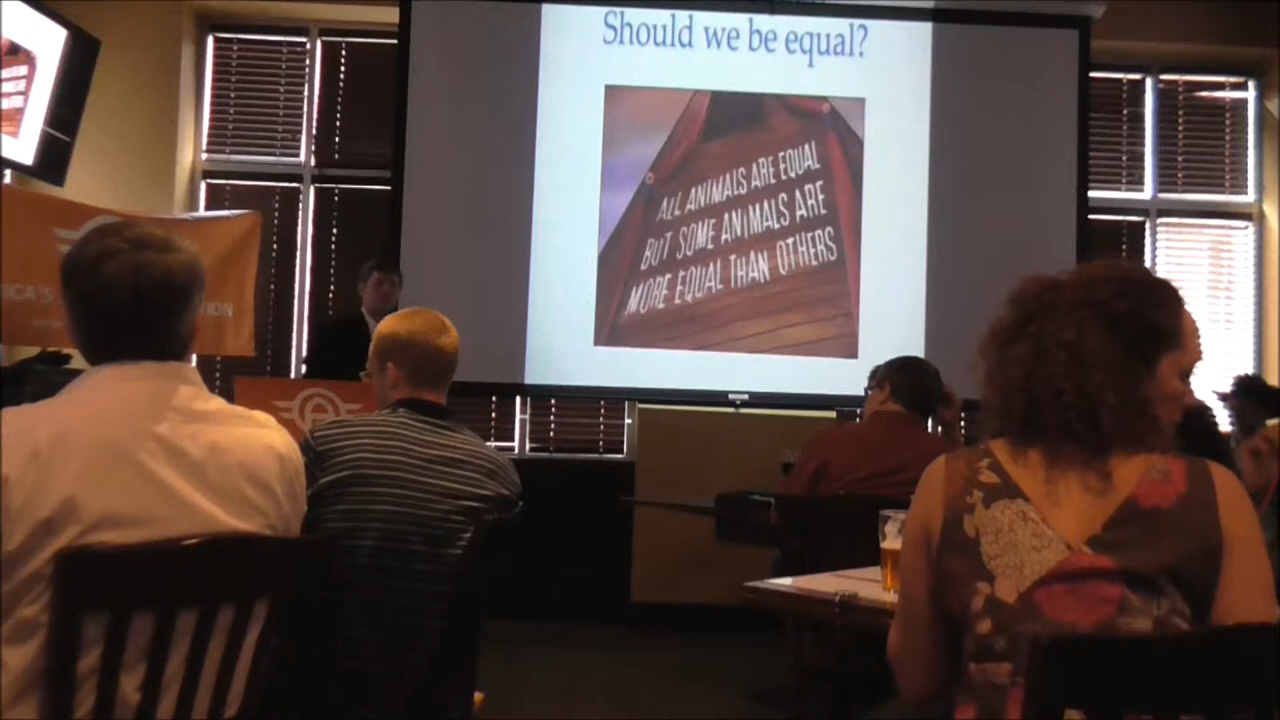 Should we be equal?
ALL ANIMALS ARE EQUAL
BUT SOME ANIMALS ARE
MORE EQUAL THAN OTHERS